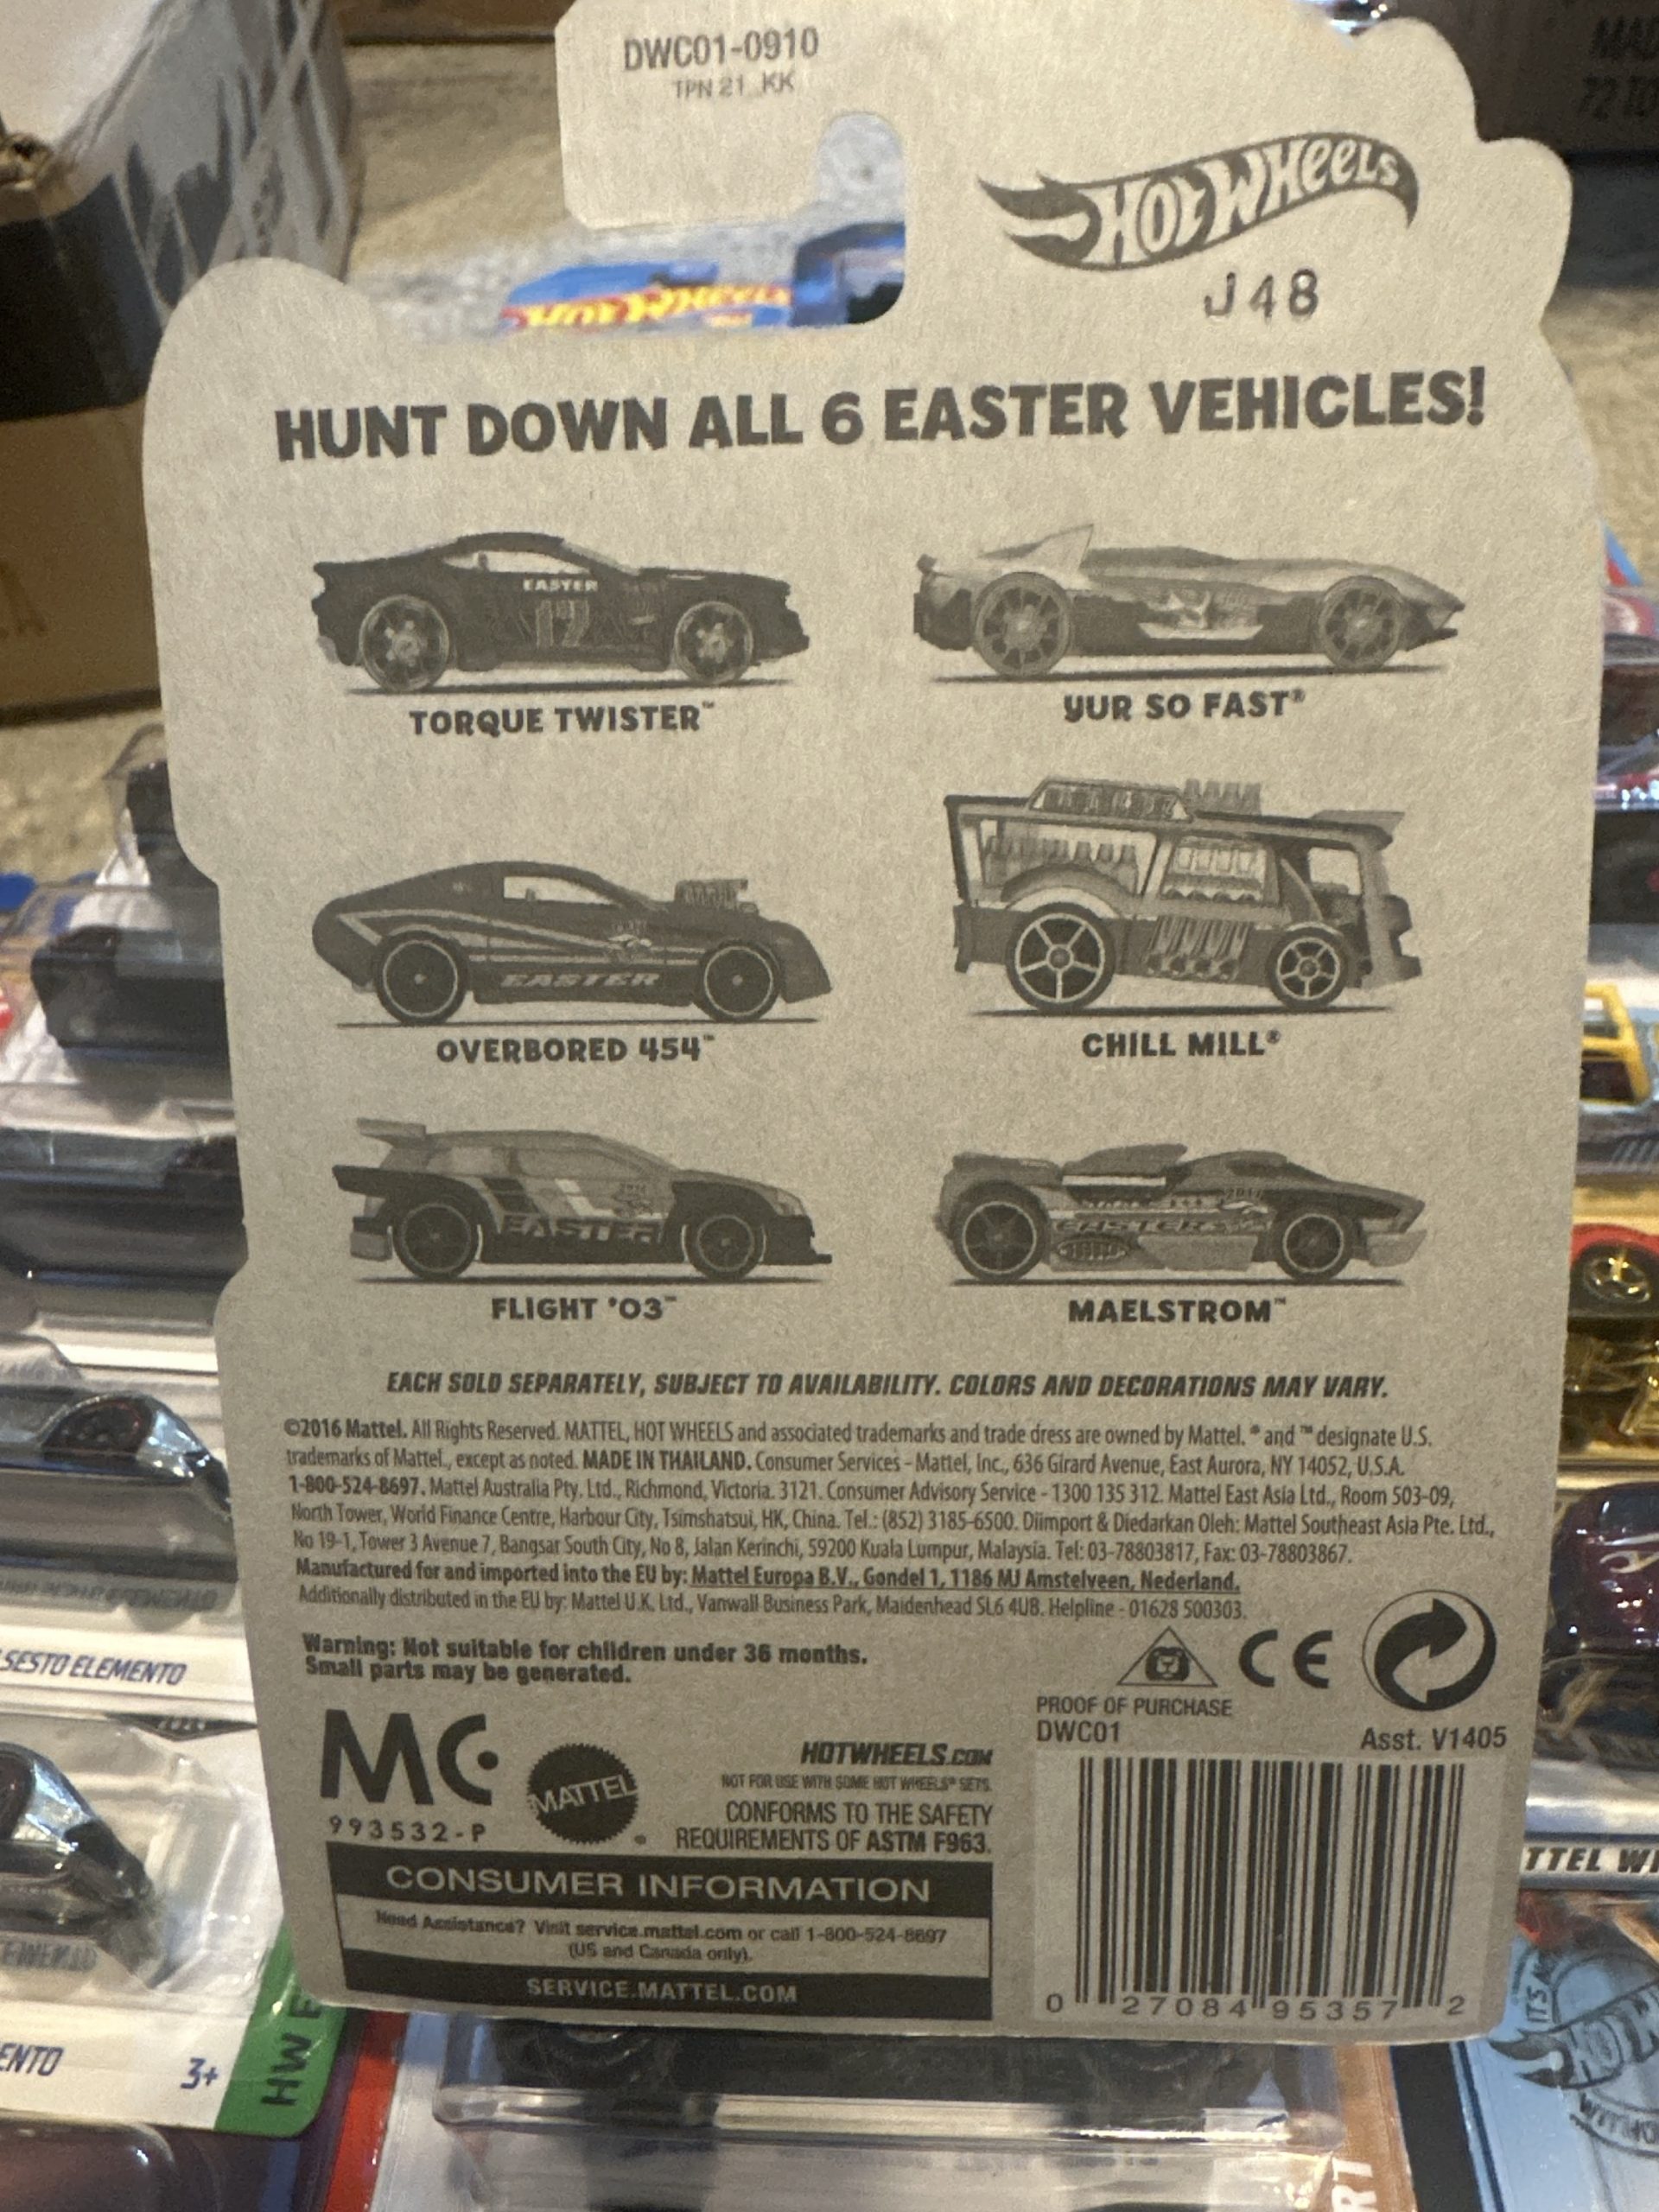 DWC01-0910
TPN 21 KK
HOT WHEELS
J48
HUNT DOWN ALL 6 EASTER VEHICLES!
EASTER
17
TORQUE TWISTER™
YUR SO FAST®
EASTER
OVERBORED 454™
CHILL MILL®
EASTER
FLIGHT '03™
EASTER
MAELSTROM™
EACH SOLD SEPARATELY, SUBJECT TO AVAILABILITY. COLORS AND DECORATIONS MAY VARY.
©2016 Mattel. All Rights Reserved. MATTEL, HOT WHEELS and associated trademarks and trade dress are owned by Mattel. ® and ™ designate U.S.
trademarks of Mattel., except as noted. MADE IN THAILAND. Consumer Services - Mattel, Inc., 636 Girard Avenue, East Aurora, NY 14052, U.S.A.
1-800-524-8697. Mattel Australia Pty. Ltd., Richmond, Victoria. 3121. Consumer Advisory Service - 1300 135 312. Mattel East Asia Ltd., Room 503-09,
North Tower, World Finance Centre, Harbour City, Tsimshatsui, HK, China. Tel.: (852) 3185-6500. Diimport & Diedarkan Oleh: Mattel Southeast Asia Pte. Ltd.,
No 19-1, Tower 3 Avenue 7, Bangsar South City, No 8, Jalan Kerinchi, 59200 Kuala Lumpur, Malaysia. Tel: 03-78803817, Fax: 03-78803867.
Manufactured for and imported into the EU by: Mattel Europa B.V., Gondel 1, 1186 MJ Amstelveen, Nederland.
Additionally distributed in the EU by: Mattel U.K. Ltd., Vanwall Business Park, Maidenhead SL6 4UB. Helpline - 01628 500303.
Warning: Not suitable for children under 36 months.
Small parts may be generated.
CE
PROOF OF PURCHASE
DWC01
Asst. V1405
MC
993532-P
MATTEL
HOTWHEELS.COM
NOT FOR USE WITH SOME HOT WHEELS® SETS.
CONFORMS TO THE SAFETY
REQUIREMENTS OF ASTM F963.
CONSUMER INFORMATION
Need Assistance? Visit service.mattel.com or call 1-800-524-8697
(US and Canada only).
SERVICE.MATTEL.COM
0 27084 95357 2
SESTO ELEMENTO
3+